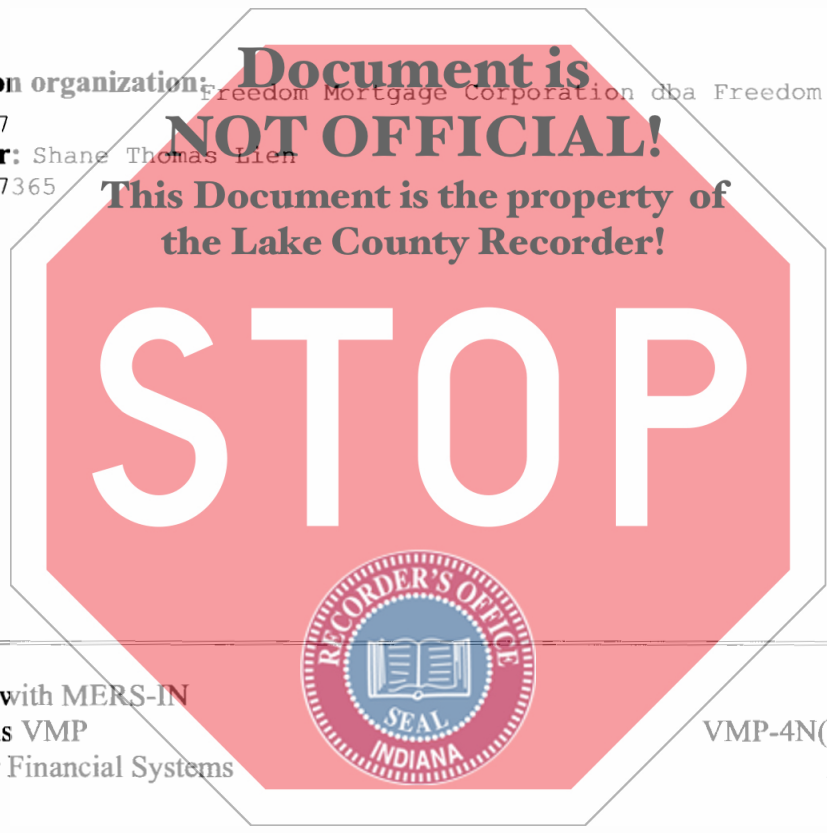 Document is
n organization: Freedom Mortgage Corporation dba Freedom
7
NOT OFFICIAL!
r: Shane Thomas Lien
7365
This Document is the property of
the Lake County Recorder!
STOP
RECORDER'S OFFICE
SEAL
INDIANA
with MERS-IN
s VMP
VMP-4N(
Financial Systems